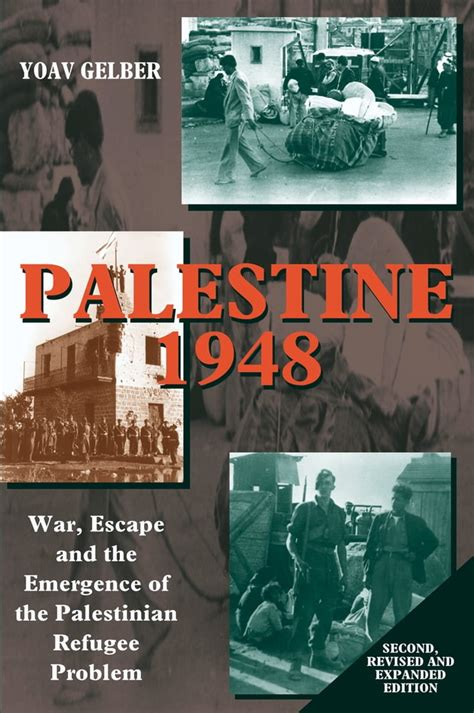 YOAV GELBER
PALESTINE
1948
War, Escape
and the
Emergence of
the Palestinian
Refugee
Problem
SECOND,
REVISED AND
EXPANDED
EDITION